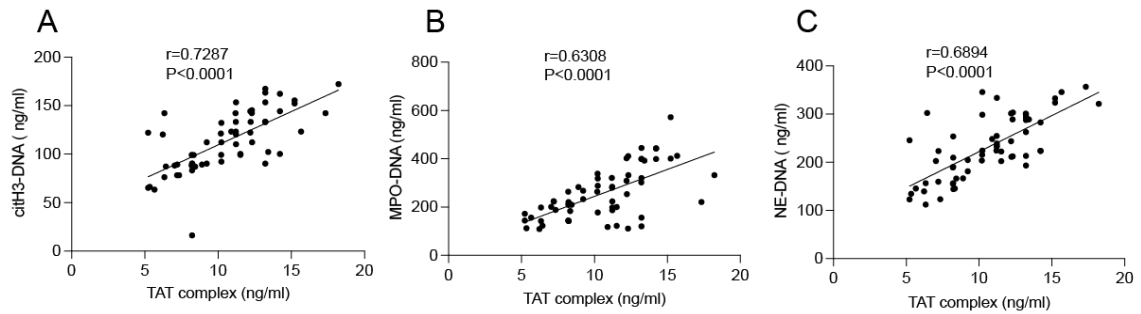 A
r=0.7287
P<0.0001
citH3-DNA ( ng/ml)
200
150
100
50
0
0
5
10
15
20
TAT complex (ng/ml)
B
r=0.6308
P<0.0001
MPO-DNA (ng/ml)
800
600
400
200
0
0
5
10
15
20
TAT complex (ng/ml)
C
r=0.6894
P<0.0001
NE-DNA ( ng/ml)
400
300
200
100
0
0
5
10
15
20
TAT complex (ng/ml)